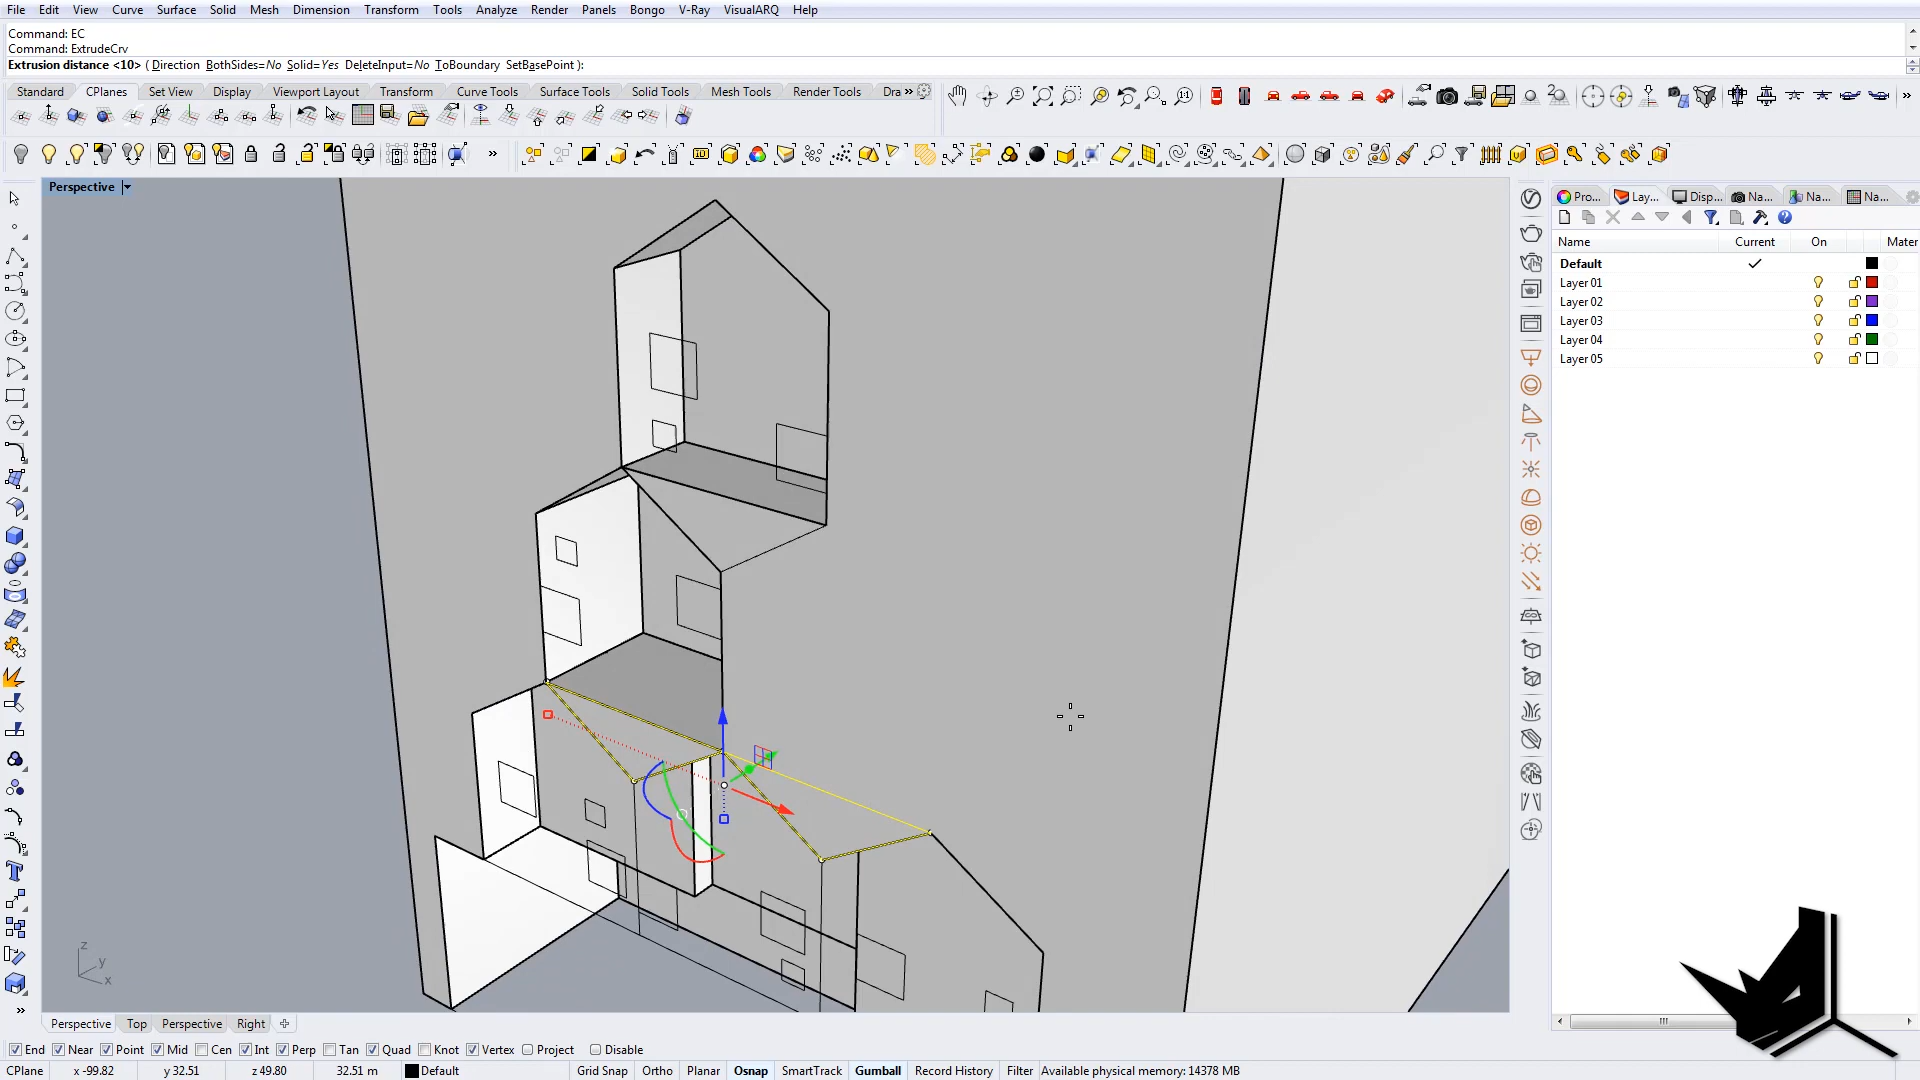 File Edit View Curve Surface Solid Mesh Dimension Transform Tools Analyze Render Panels Bongo V-Ray VisualARQ Help
Command: EC
Command: ExtrudeCrv
Extrusion distance <10> ( Direction BothSides=No Solid=Yes DeleteInput=No ToBoundary SetBasePoint ):
Standard CPlanes Set View Display Viewport Layout Transform Curve Tools Surface Tools Solid Tools Mesh Tools Render Tools Dra »
Perspective
Pro... Lay... Disp... Na... Na... Na...
Name Current On Mater
Default
Layer 01
Layer 02
Layer 03
Layer 04
Layer 05
z
y
x
Perspective Top Perspective Right
End Near Point Mid Cen Int Perp Tan Quad Knot Vertex Project Disable
CPlane x -99.82 y 32.51 z 49.80 32.51 m Default Grid Snap Ortho Planar Osnap SmartTrack Gumball Record History Filter Available physical memory: 14378 MB